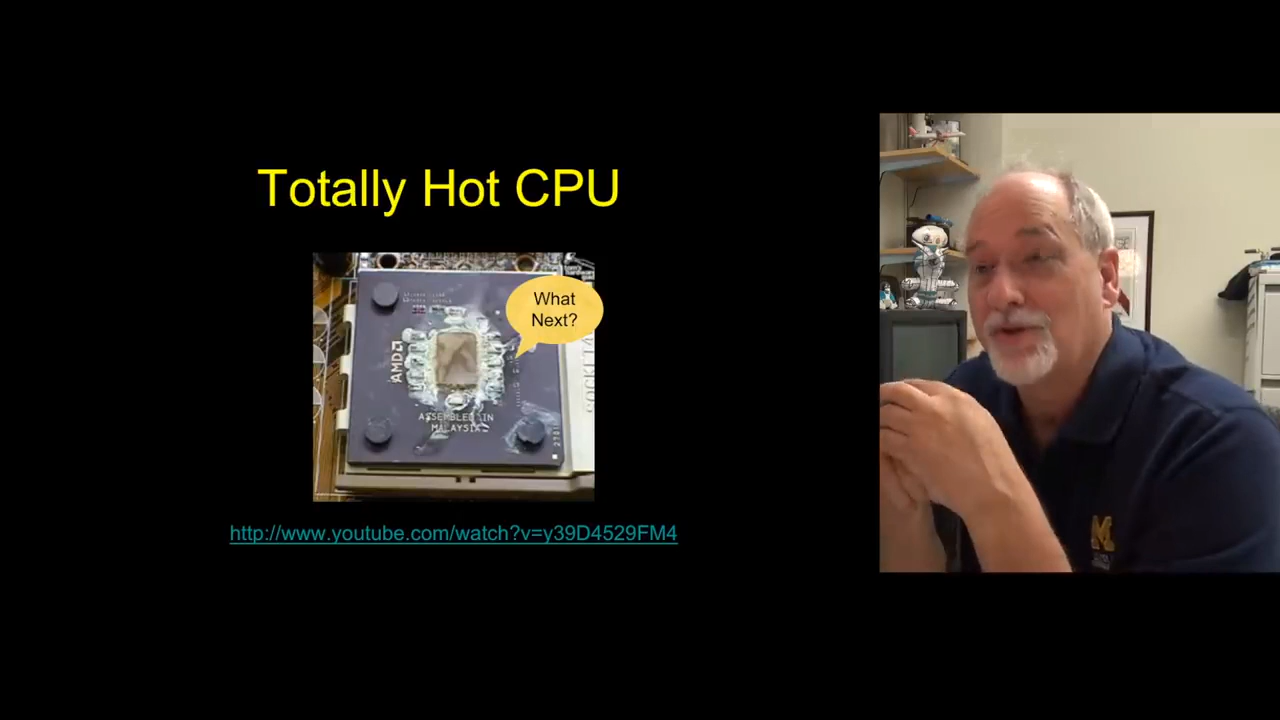 Totally Hot CPU
What
Next?
AMD
ASSEMBLED IN
MALAYSIA
http://www.youtube.com/watch?v=y39D4529FM4
M